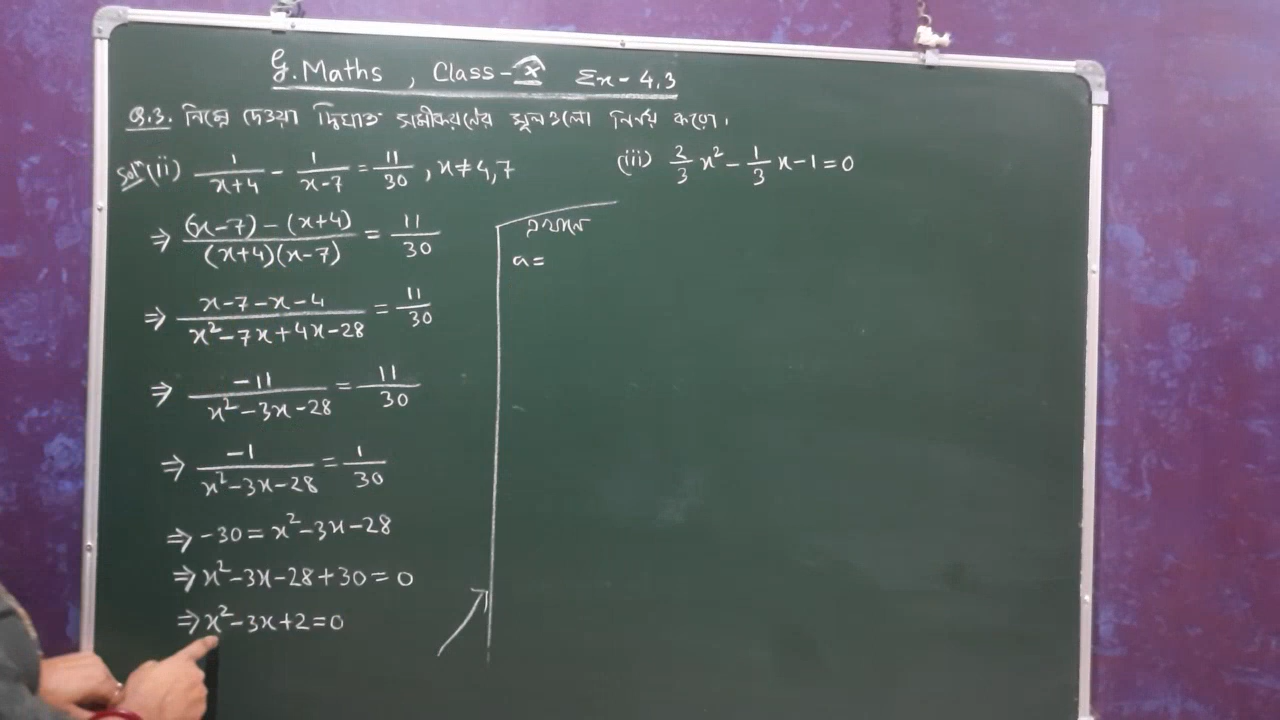 G. Maths, Class-X Ex-4.3
Q.3. নিম্নে দেওয়া দ্বিঘাত সমীকরণের মূলগুলো নির্ণয় করো।
Solⁿ (ii) 1/(x+4) - 1/(x-7) = 11/30, x≠4,7
⇒ ((x-7)-(x+4))/((x+4)(x-7)) = 11/30
⇒ (x-7-x-4)/(x²-7x+4x-28) = 11/30
⇒ -11/(x²-3x-28) = 11/30
⇒ -1/(x²-3x-28) = 1/30
⇒ -30 = x²-3x-28
⇒ x²-3x-28+30 = 0
⇒ x²-3x+2 = 0
এখানে
a =
(iii) 2/3 x² - 1/3 x - 1 = 0